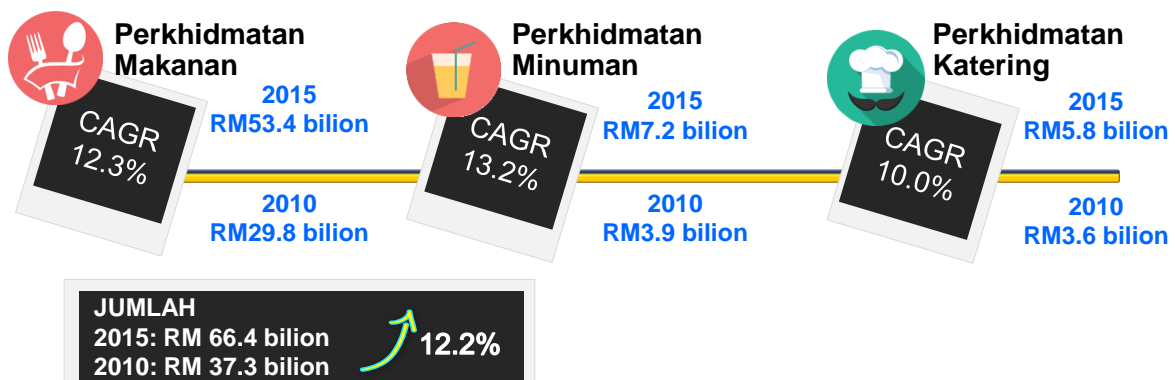 Perkhidmatan
Makanan
2015
RM53.4 bilion
CAGR
12.3%
2010
RM29.8 bilion
Perkhidmatan
Minuman
2015
RM7.2 bilion
CAGR
13.2%
2010
RM3.9 bilion
Perkhidmatan
Katering
2015
RM5.8 bilion
CAGR
10.0%
2010
RM3.6 bilion
JUMLAH
2015: RM 66.4 bilion
2010: RM 37.3 bilion
12.2%